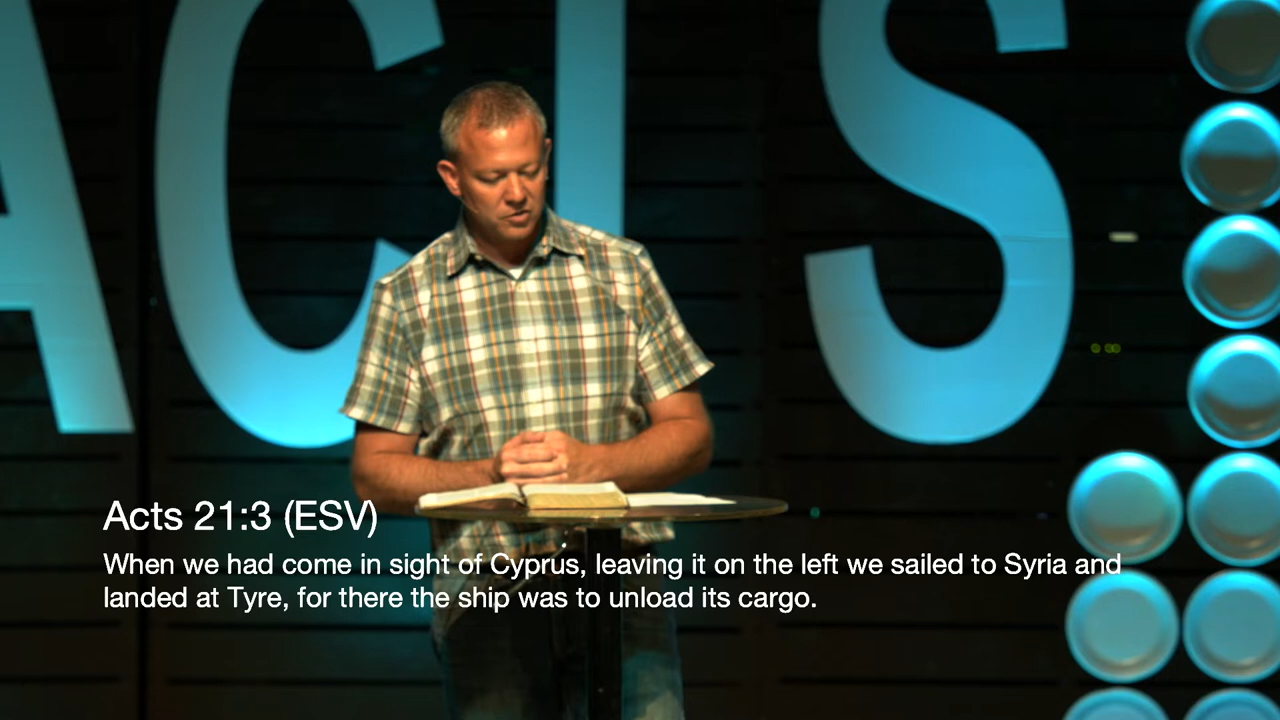 ACTS
Acts 21:3 (ESV)
When we had come in sight of Cyprus, leaving it on the left we sailed to Syria and
landed at Tyre, for there the ship was to unload its cargo.